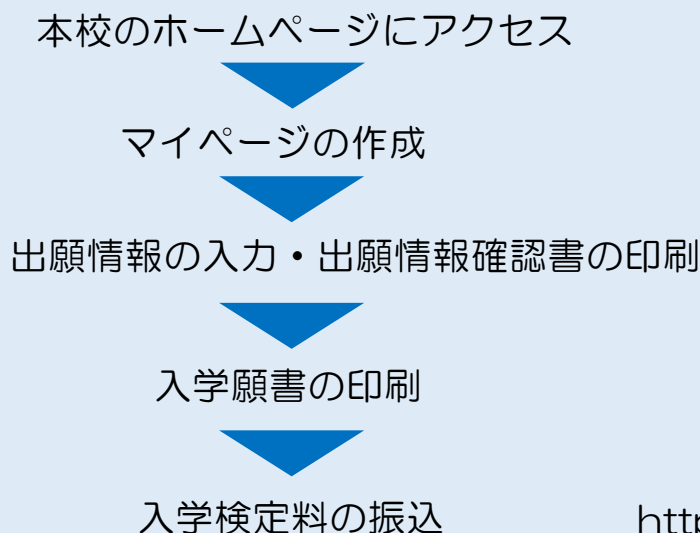 本校のホームページにアクセス
マイページの作成
出願情報の入力・出願情報確認書の印刷
入学願書の印刷
入学検定料の振込
http